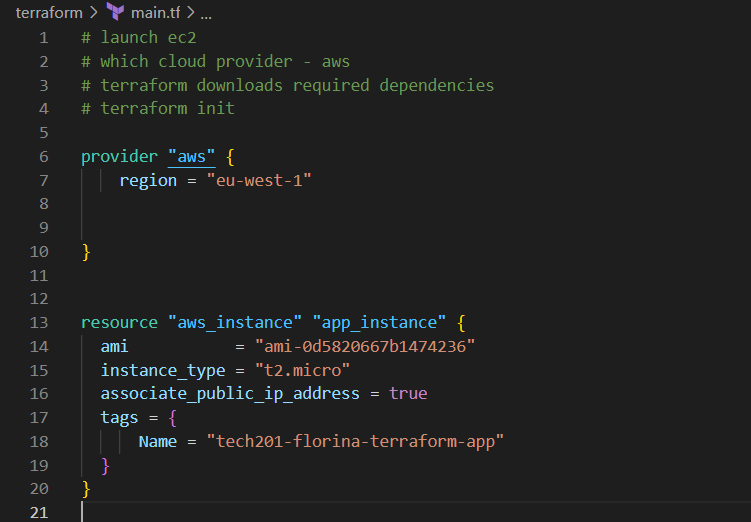 terraform > main.tf > ...
1 # launch ec2
2 # which cloud provider - aws
3 # terraform downloads required dependencies
4 # terraform init
5
6 provider "aws" {
7     region = "eu-west-1"
8
9
10 }
11
12
13 resource "aws_instance" "app_instance" {
14   ami           = "ami-0d5820667b1474236"
15   instance_type = "t2.micro"
16   associate_public_ip_address = true
17   tags = {
18       Name = "tech201-florina-terraform-app"
19   }
20 }
21